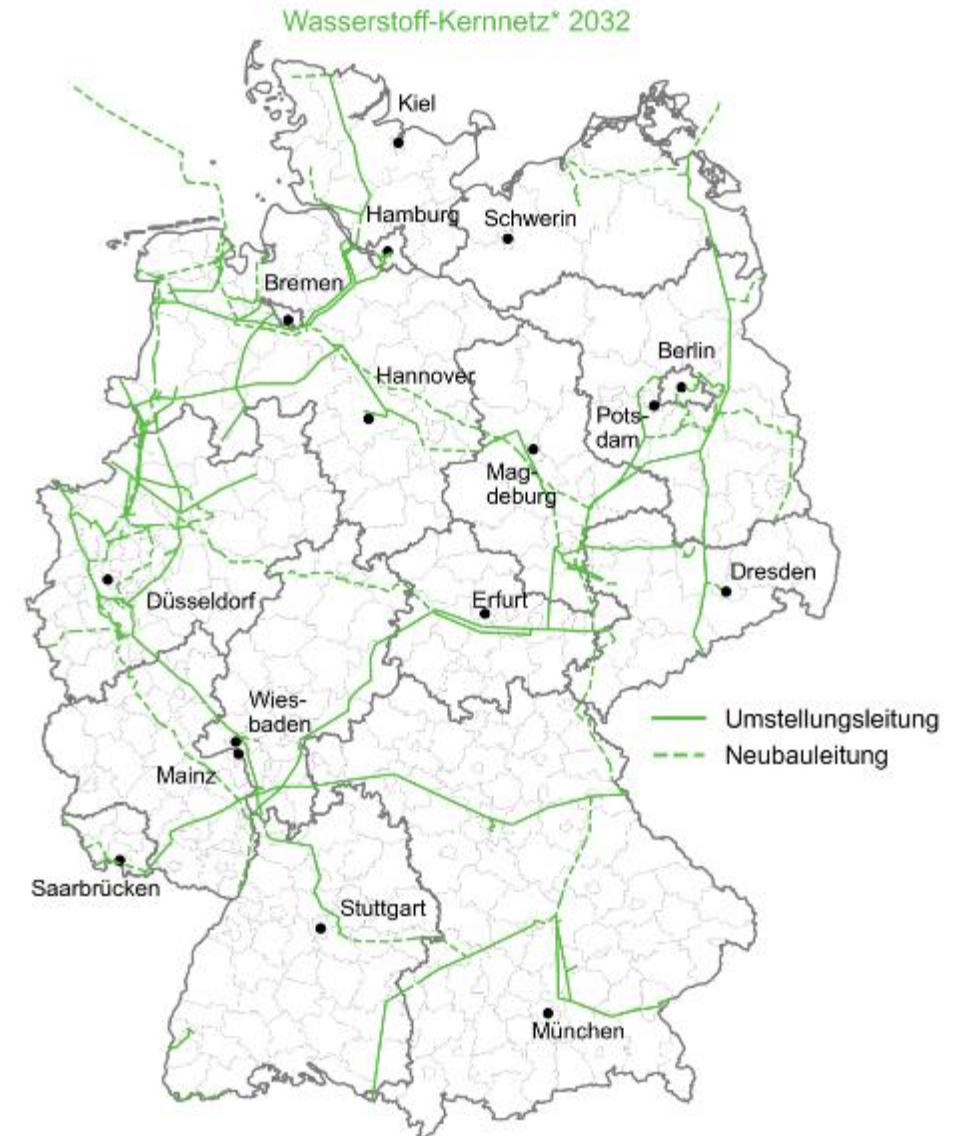 Wasserstoff-Kernnetz* 2032
Kiel
Hamburg
Schwerin
Bremen
Berlin
Hannover
Pots-
dam
Mag-
deburg
Dresden
Düsseldorf
Erfurt
Wies-
baden
Umstellungsleitung
Neubauleitung
Mainz
Saarbrücken
Stuttgart
München